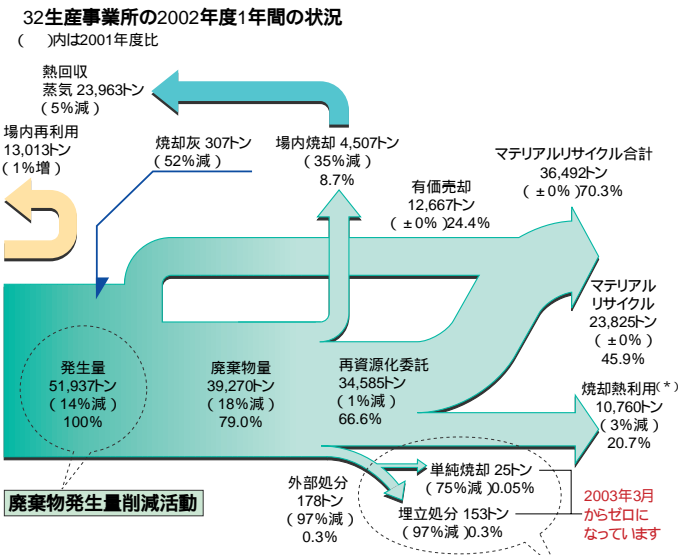 32生産事業所の2002年度1年間の状況
(　)内は2001年度比
熱回収
蒸気 23,963トン
(5%減)
場内再利用
13,013トン
(1%増)
焼却灰 307トン
(52%減)
場内焼却 4,507トン
(35%減)
8.7%
有価売却
12,667トン
(±0%)24.4%
マテリアルリサイクル合計
36,492トン
(±0%)70.3%
マテリアル
リサイクル
23,825トン
(±0%)
45.9%
発生量
51,937トン
(14%減)
100%
廃棄物量
39,270トン
(18%減)
79.0%
再資源化委託
34,585トン
(1%減)
66.6%
焼却熱利用(*)
10,760トン
(3%減)
20.7%
廃棄物発生量削減活動
外部処分
178トン
(97%減)
0.3%
単純焼却 25トン
(75%減)0.05%
埋立処分 153トン
(97%減)0.3%
2003年3月
からゼロに
なっています